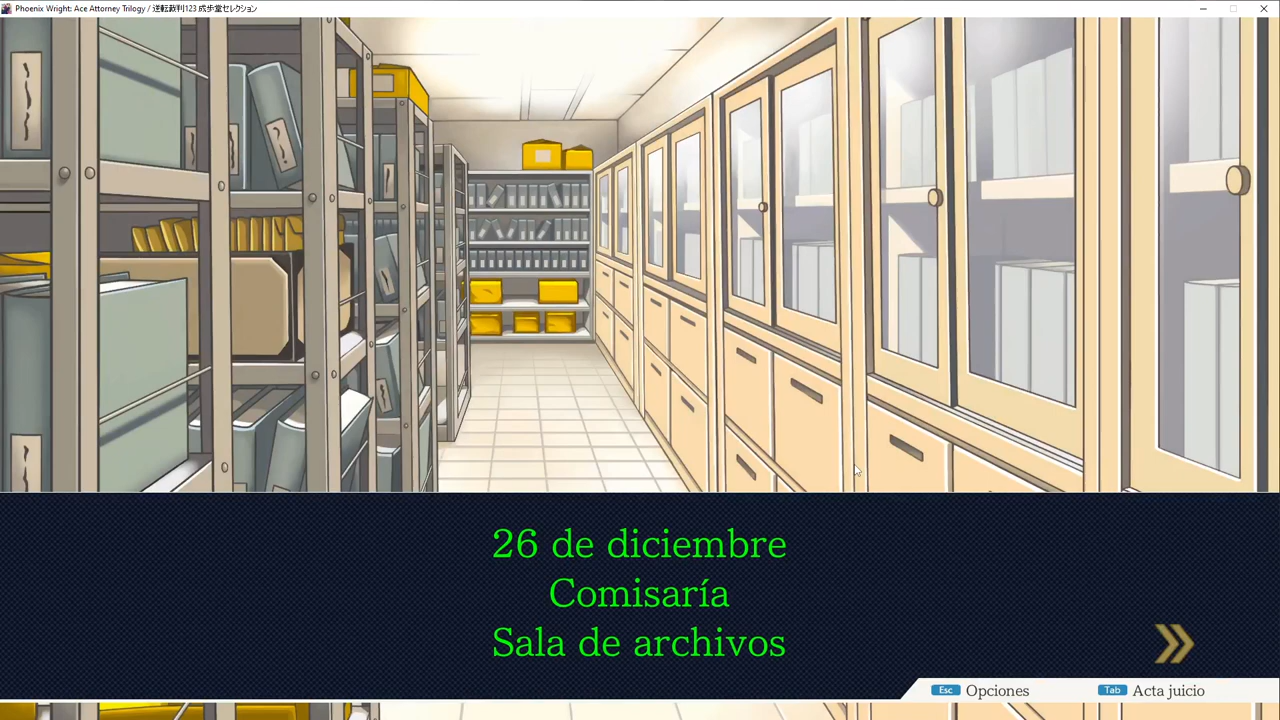 Phoenix Wright: Ace Attorney Trilogy / 逆転裁判123 成歩堂セレクション
26 de diciembre
Comisaría
Sala de archivos
Esc Opciones Tab Acta juicio